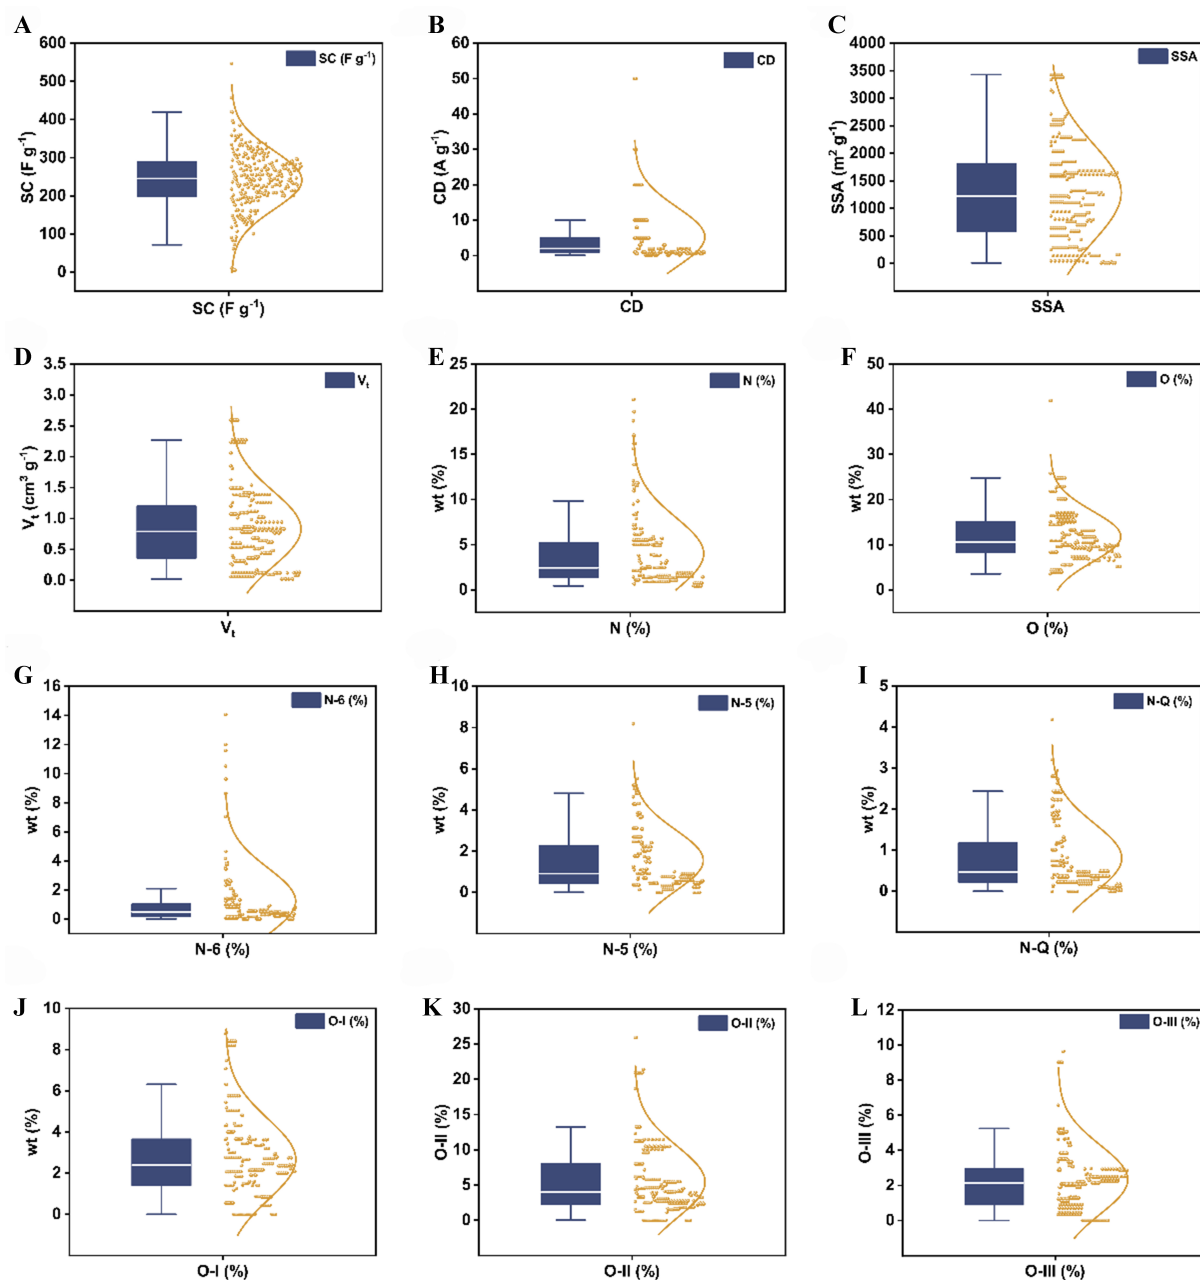 A
SC (F g⁻¹)
600
500
400
300
200
100
0
SC (F g⁻¹)
SC (F g⁻¹)
B
CD
60
50
40
30
20
10
0
CD (A g⁻¹)
CD
C
SSA
4000
3500
3000
2500
2000
1500
1000
500
0
SSA (m² g⁻¹)
SSA
D
Vₜ
3.5
3.0
2.5
2.0
1.5
1.0
0.5
0.0
Vₜ (cm³ g⁻¹)
Vₜ
E
N (%)
25
20
15
10
5
0
wt (%)
N (%)
F
O (%)
50
40
30
20
10
0
wt (%)
O (%)
G
N-6 (%)
16
14
12
10
8
6
4
2
0
wt (%)
N-6 (%)
H
N-5 (%)
10
8
6
4
2
0
wt (%)
N-5 (%)
I
N-Q (%)
5
4
3
2
1
0
wt (%)
N-Q (%)
J
O-I (%)
10
8
6
4
2
0
wt (%)
O-I (%)
K
O-II (%)
30
25
20
15
10
5
0
O-II (%)
O-II (%)
L
O-III (%)
12
10
8
6
4
2
0
O-III (%)
O-III (%)